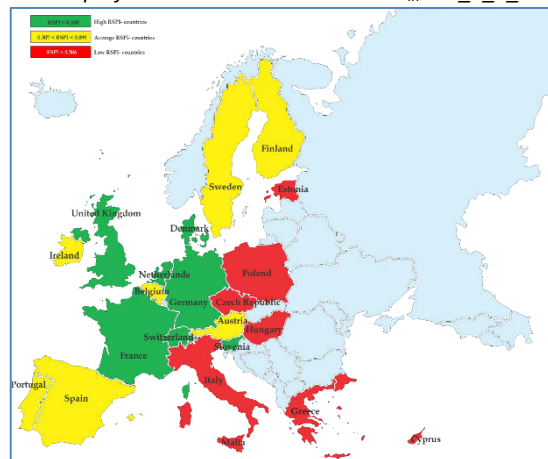 High RSPI- countries
Average RSPI- countries
Low RSPI- countries
Finland
Sweden
Estonia
United Kingdom
Denmark
Ireland
Netherlands
Poland
Belgium
Germany
Czech Republic
Austria
Hungary
Switzerland
Slovenia
France
Italy
Portugal
Spain
Greece
Cyprus
Malta